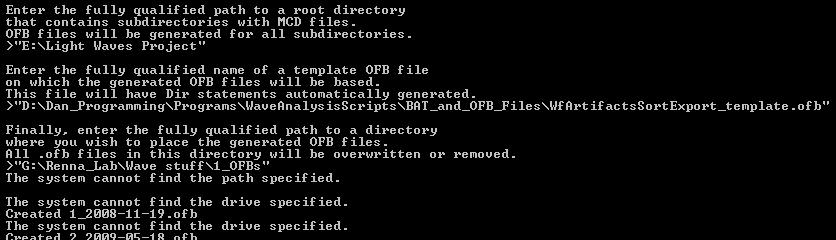 Enter the fully qualified path to a root directory
that contains subdirectories with MCD files.
OFB files will be generated for all subdirectories.
>"E:\Light Waves Project"
Enter the fully qualified name of a template OFB file
on which the generated OFB files will be based.
This file will have Dir statements automatically generated.
>"D:\Dan_Programming\Programs\WaveAnalysisScripts\BAT_and_OFB_Files\WfArtifactsSortExport_template.ofb"
Finally, enter the fully qualified path to a directory
where you wish to place the generated OFB files.
All .ofb files in this directory will be overwritten or removed.
>"G:\Renna_Lab\Wave stuff\1_OFBs"
The system cannot find the path specified.
The system cannot find the drive specified.
Created 1_2008-11-19.ofb
The system cannot find the drive specified.
Created 2_2009-05-18.ofb